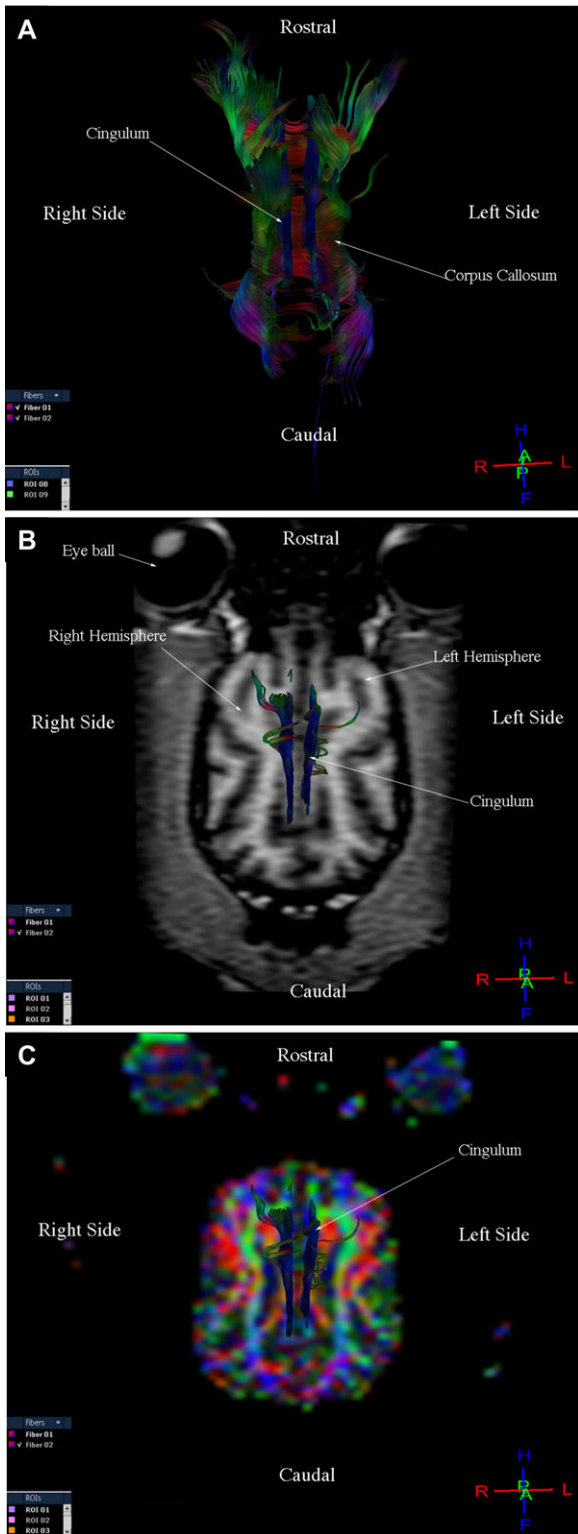 A
Rostral
Cingulum
Right Side
Left Side
Corpus Callosum
Fibers
Fiber 01
Fiber 02
Caudal
ROIs
ROI 08
ROI 09
H
A
R
L
P
F
B
Rostral
Eye ball
Right Hemisphere
Left Hemisphere
Right Side
Left Side
Cingulum
Fibers
Fiber 01
Fiber 02
ROIs
ROI 01
ROI 02
ROI 03
Caudal
H
P
R
L
A
F
C
Rostral
Cingulum
Right Side
Left Side
Fibers
Fiber 01
Fiber 02
Caudal
ROIs
ROI 01
ROI 02
ROI 03
H
P
R
L
A
F